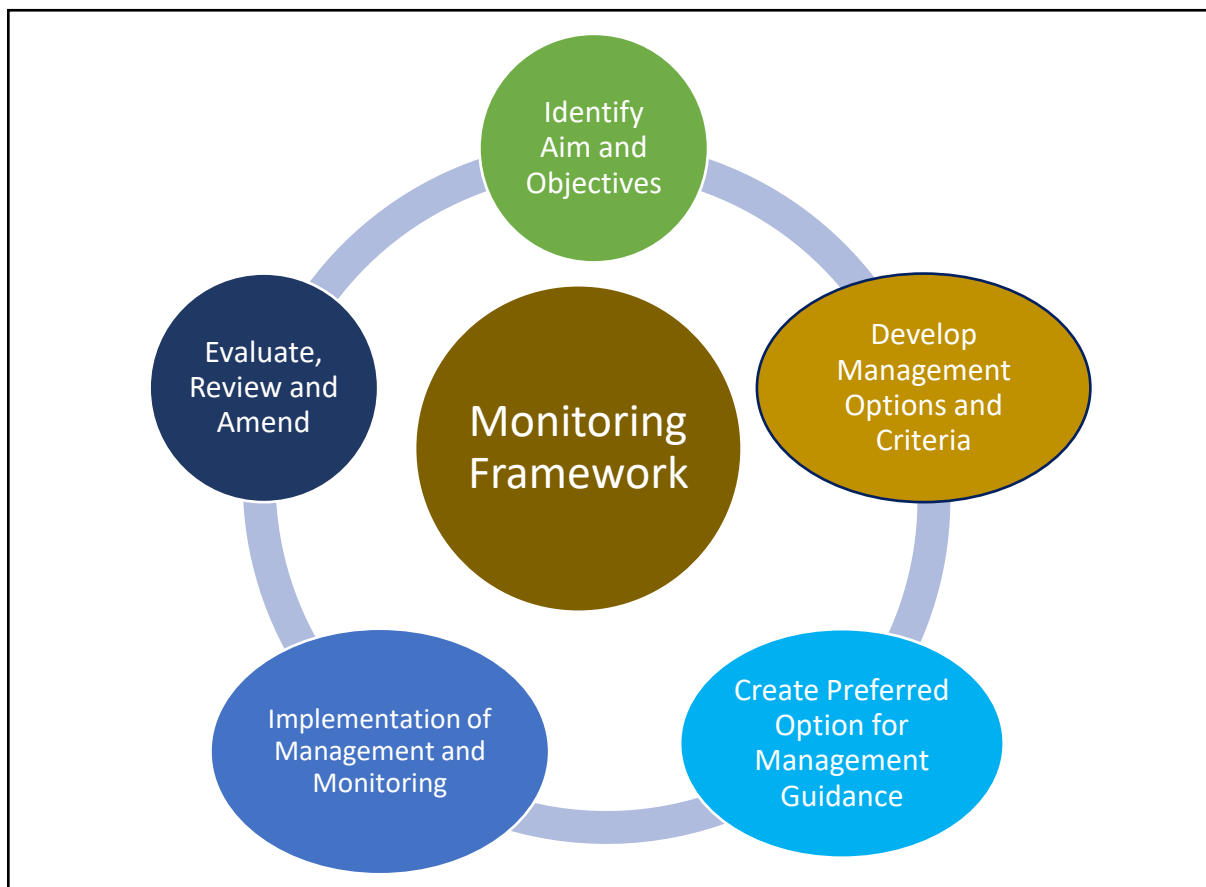 Identify
Aim and
Objectives
Develop
Management
Options and
Criteria
Create Preferred
Option for
Management
Guidance
Implementation of
Management and
Monitoring
Evaluate,
Review and
Amend
Monitoring
Framework